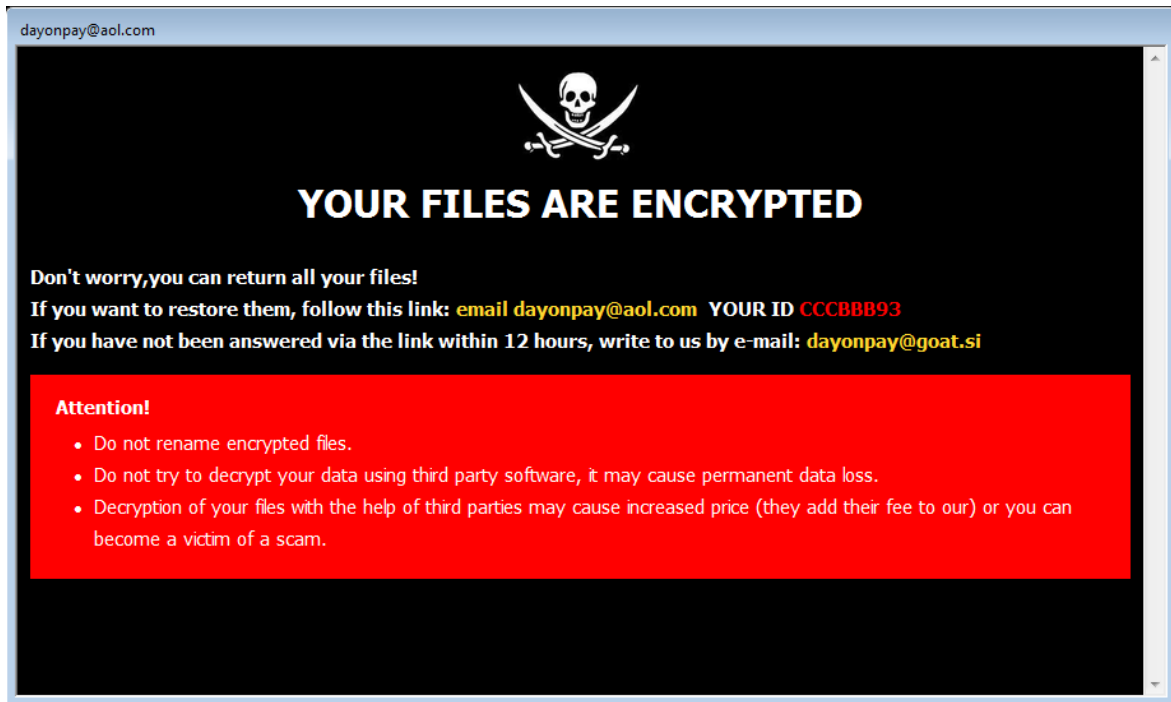 dayonpay@aol.com
YOUR FILES ARE ENCRYPTED
Don't worry,you can return all your files!
If you want to restore them, follow this link: email dayonpay@aol.com YOUR ID CCCBBB93
If you have not been answered via the link within 12 hours, write to us by e-mail: dayonpay@goat.si
Attention!
• Do not rename encrypted files.
• Do not try to decrypt your data using third party software, it may cause permanent data loss.
• Decryption of your files with the help of third parties may cause increased price (they add their fee to our) or you can
become a victim of a scam.